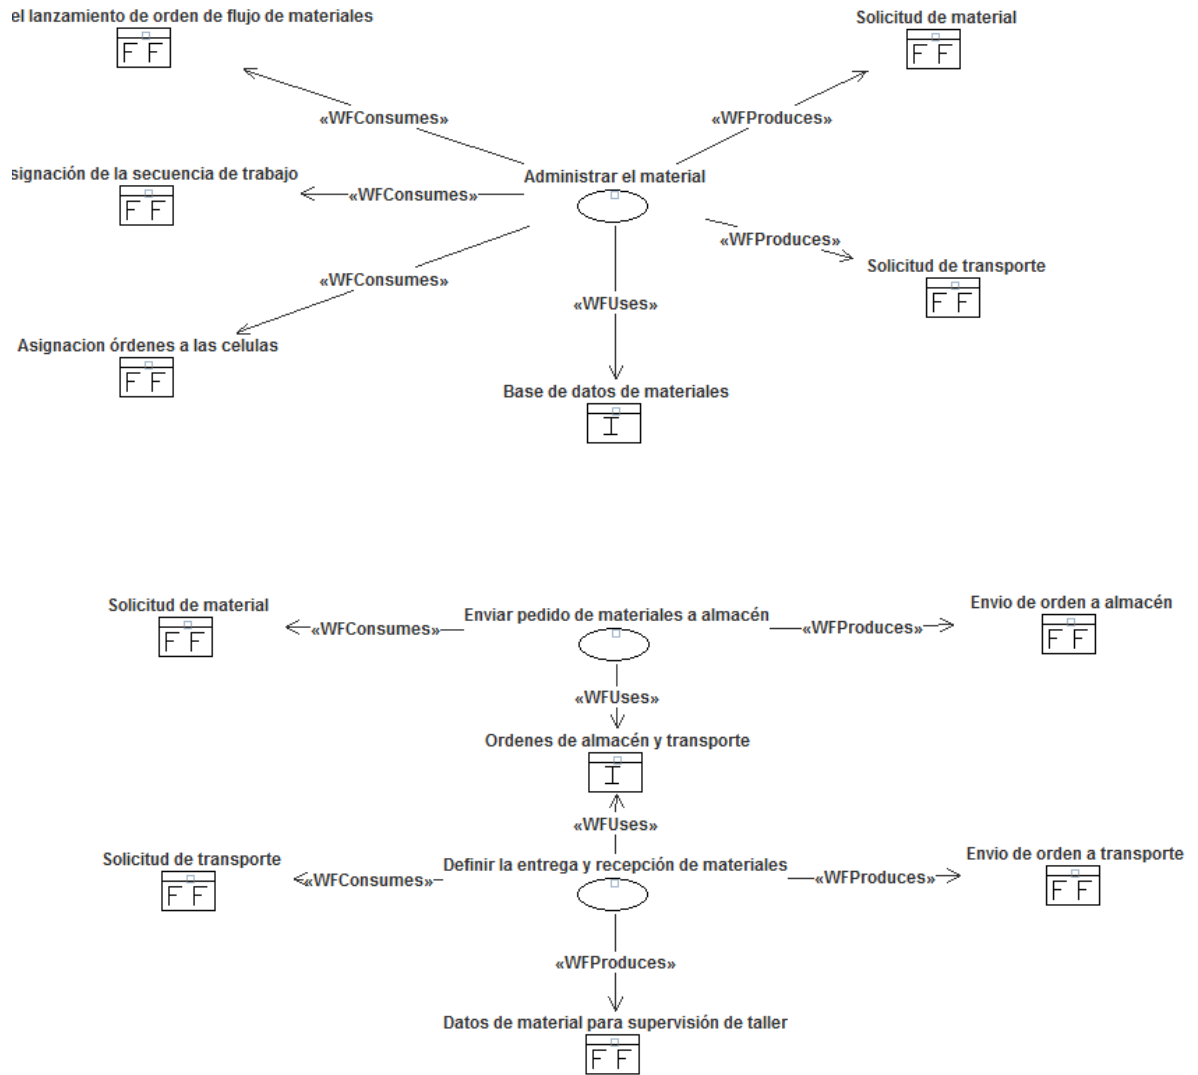 el lanzamiento de orden de flujo de materiales
Solicitud de material
F F
F F
«WFConsumes»
«WFProduces»
signación de la secuencia de trabajo
Administrar el material
F F
«WFConsumes»
«WFProduces»
Solicitud de transporte
F F
«WFConsumes»
«WFUses»
Asignacion órdenes a las celulas
F F
Base de datos de materiales
I
Solicitud de material
F F
Enviar pedido de materiales a almacén
Envio de orden a almacén
F F
«WFConsumes»
«WFProduces»
«WFUses»
Ordenes de almacén y transporte
I
«WFUses»
Solicitud de transporte
F F
Definir la entrega y recepción de materiales
Envio de orden a transporte
F F
«WFConsumes»
«WFProduces»
«WFProduces»
Datos de material para supervisión de taller
F F